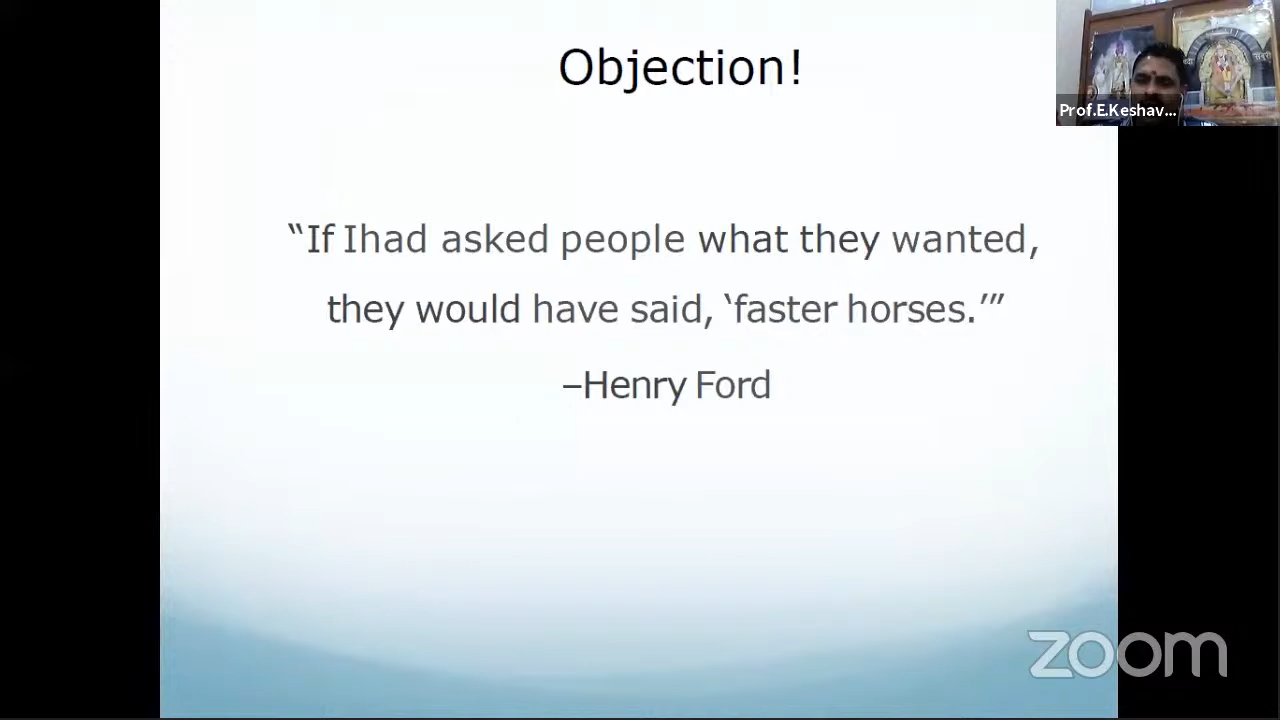 Objection!
Prof.E.Keshav...
“If Ihad asked people what they wanted,
they would have said, ‘faster horses.’”
–Henry Ford
zoom